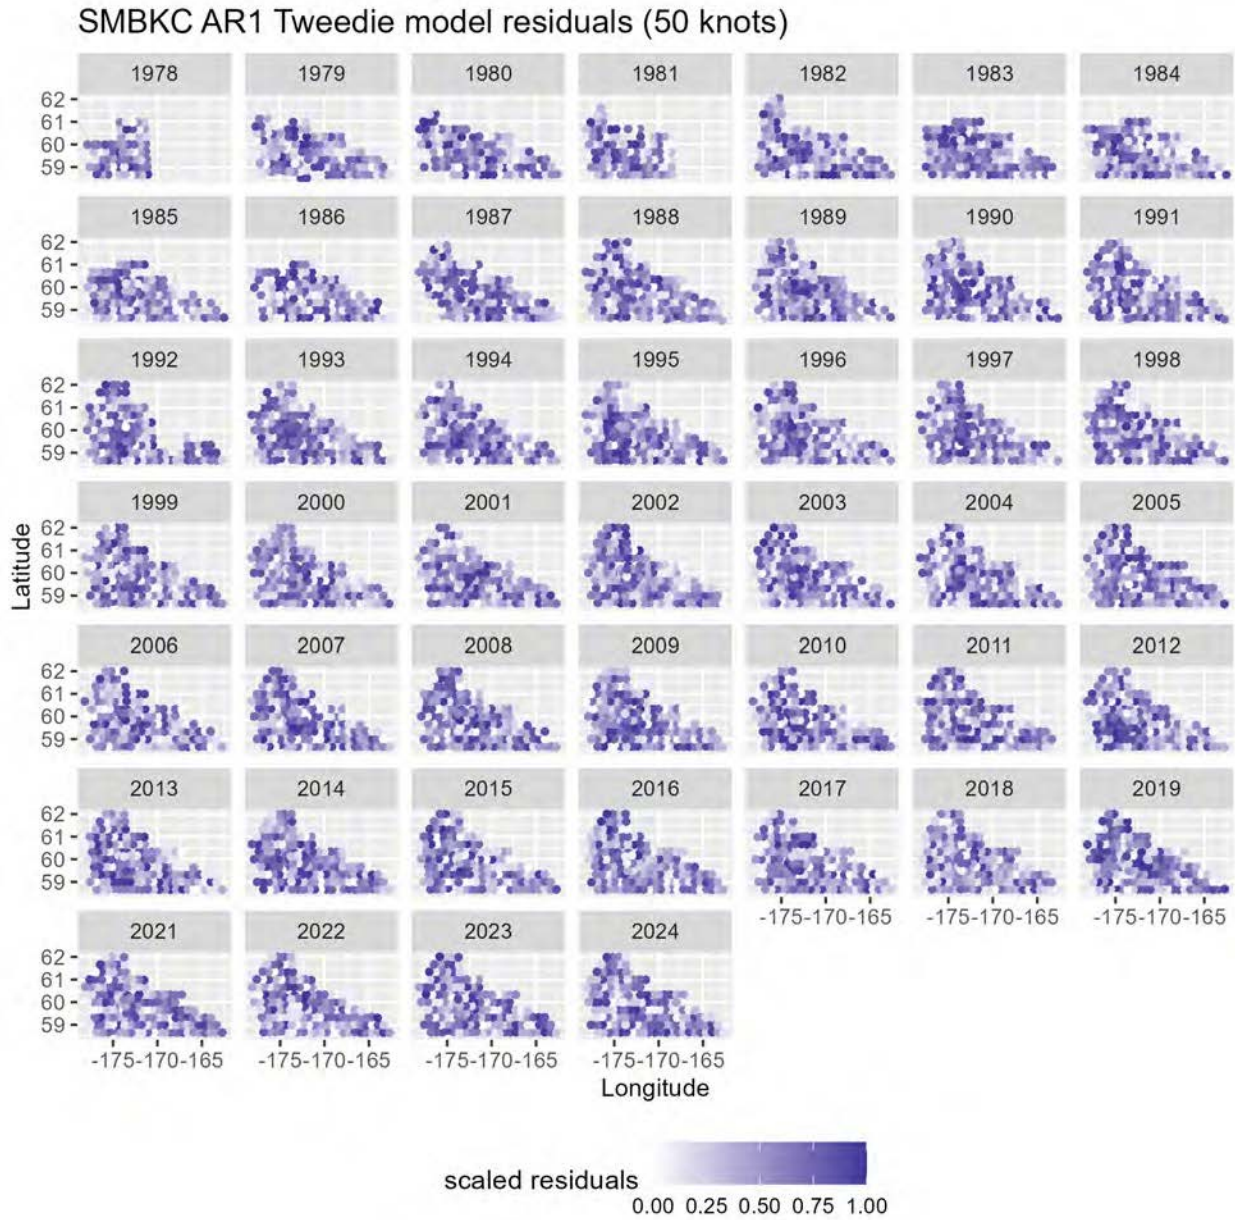 SMBKC AR1 Tweedie model residuals (50 knots)
1978 1979 1980 1981 1982 1983 1984
62
61
60
59
1985 1986 1987 1988 1989 1990 1991
62
61
60
59
1992 1993 1994 1995 1996 1997 1998
62
61
60
59
1999 2000 2001 2002 2003 2004 2005
62
61
60
59
Latitude
2006 2007 2008 2009 2010 2011 2012
62
61
60
59
2013 2014 2015 2016 2017 2018 2019
62
61
60
59
-175 -170 -165 -175 -170 -165 -175 -170 -165
2021 2022 2023 2024
62
61
60
59
-175 -170 -165 -175 -170 -165 -175 -170 -165 -175 -170 -165
Longitude
scaled residuals
0.00 0.25 0.50 0.75 1.00